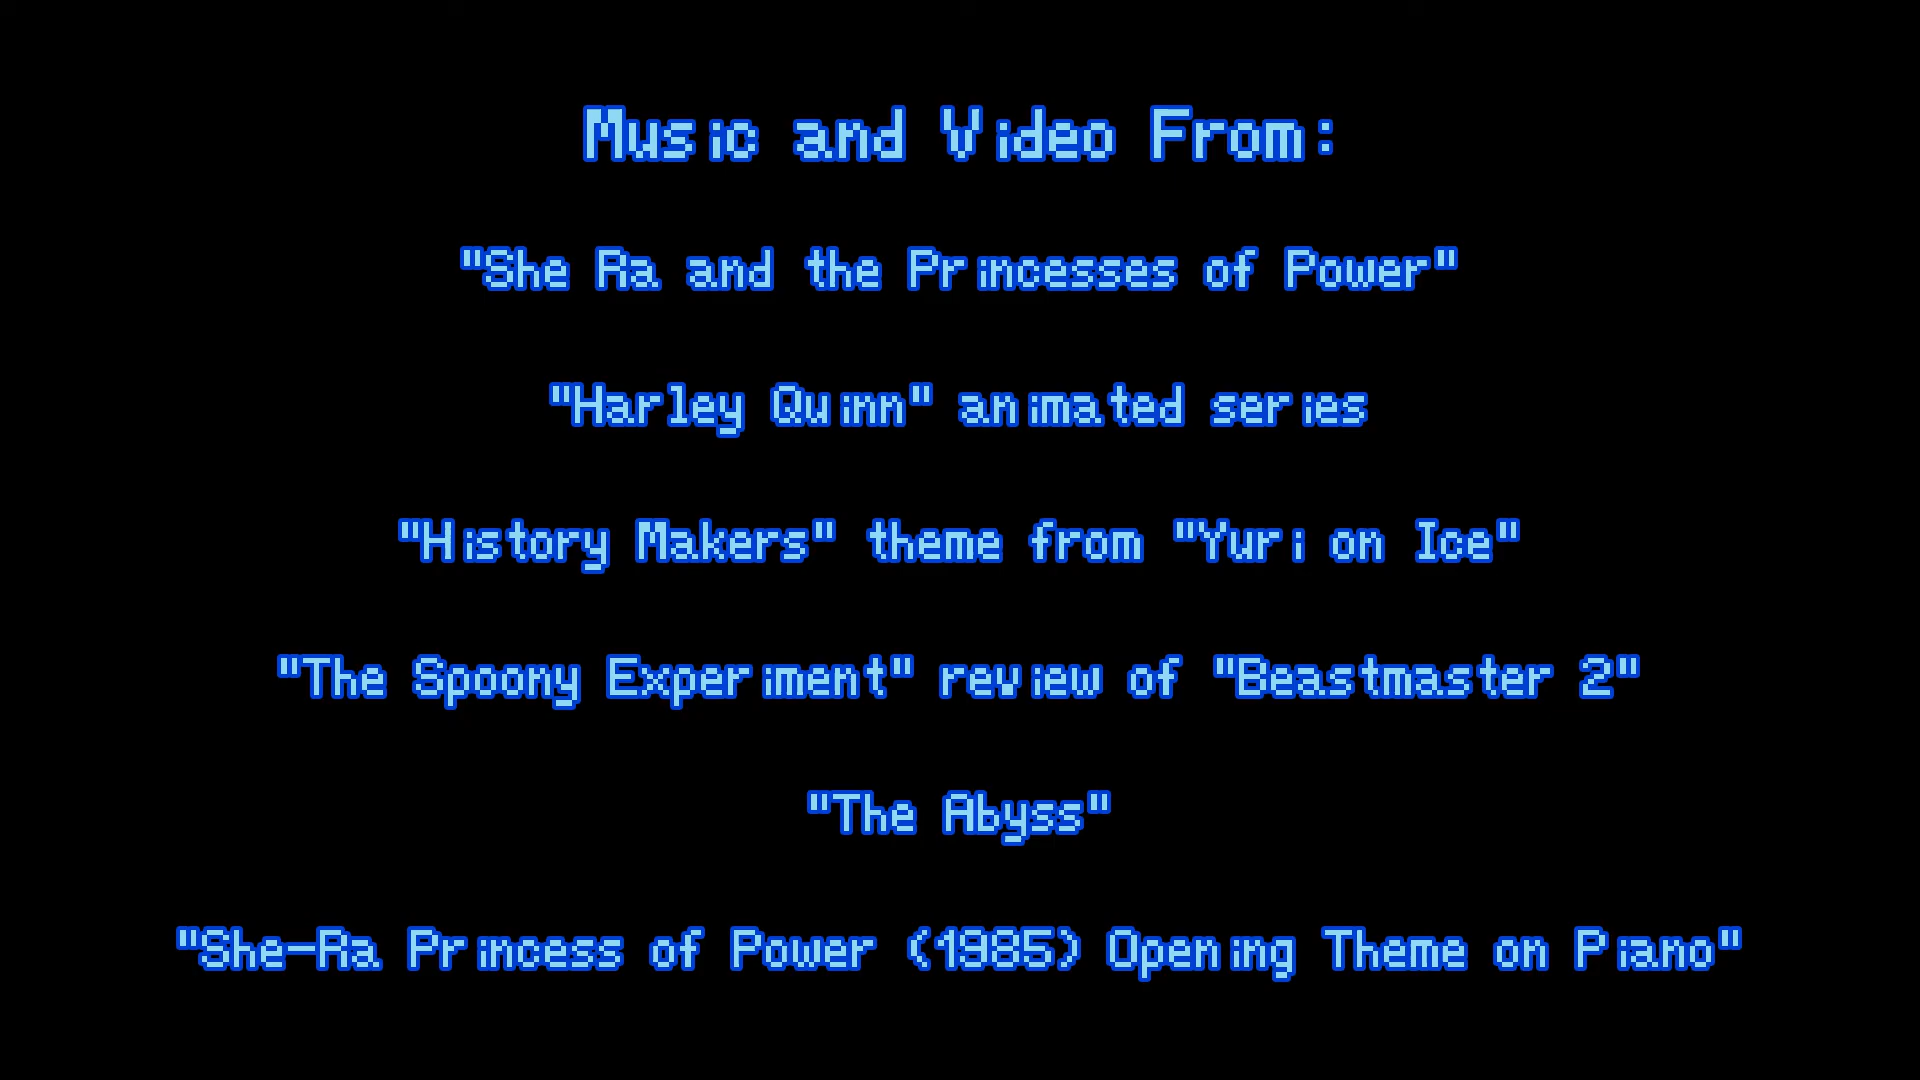 Music and Video From:
"She Ra and the Princesses of Power"
"Harley Quinn" animated series
"History Makers" theme from "Yuri on Ice"
"The Spoony Experiment" review of "Beastmaster 2"
"The Abyss"
"She-Ra Princess of Power (1985) Opening Theme on Piano"